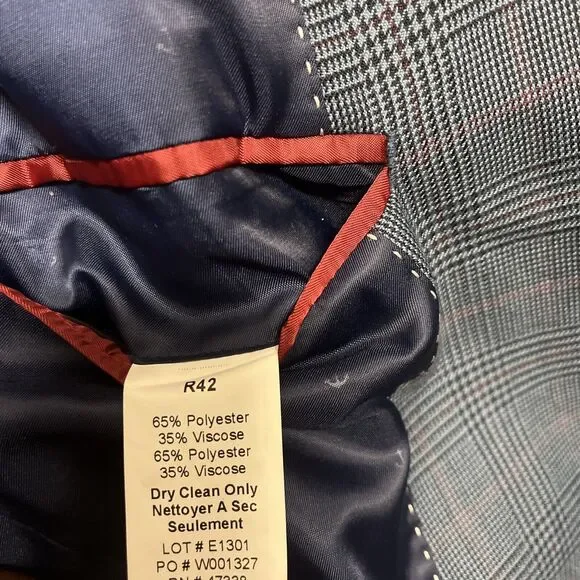 R42
65% Polyester
35% Viscose
65% Polyester
35% Viscose
Dry Clean Only
Nettoyer A Sec
Seulement
LOT # E1301
PO # W001327